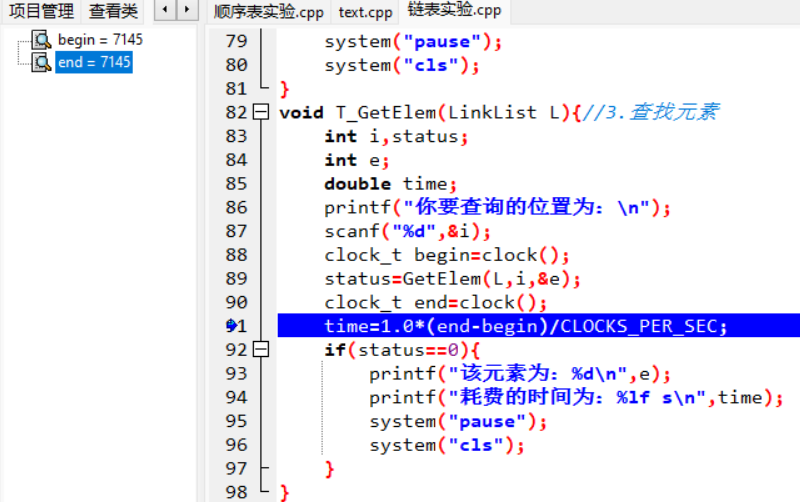 项目管理 查看类 顺序表实验.cpp text.cpp 链表实验.cpp
begin = 7145
end = 7145
79 system("pause");
80 system("cls");
81 }
82 void T_GetElem(LinkList L){//3.查找元素
83 int i,status;
84 int e;
85 double time;
86 printf("你要查询的位置为: \n");
87 scanf("%d",&i);
88 clock_t begin=clock();
89 status=GetElem(L,i,&e);
90 clock_t end=clock();
91 time=1.0*(end-begin)/CLOCKS_PER_SEC;
92 if(status==0){
93 printf("该元素为: %d\n",e);
94 printf("耗费的时间为: %lf s\n",time);
95 system("pause");
96 system("cls");
97 }
98 }